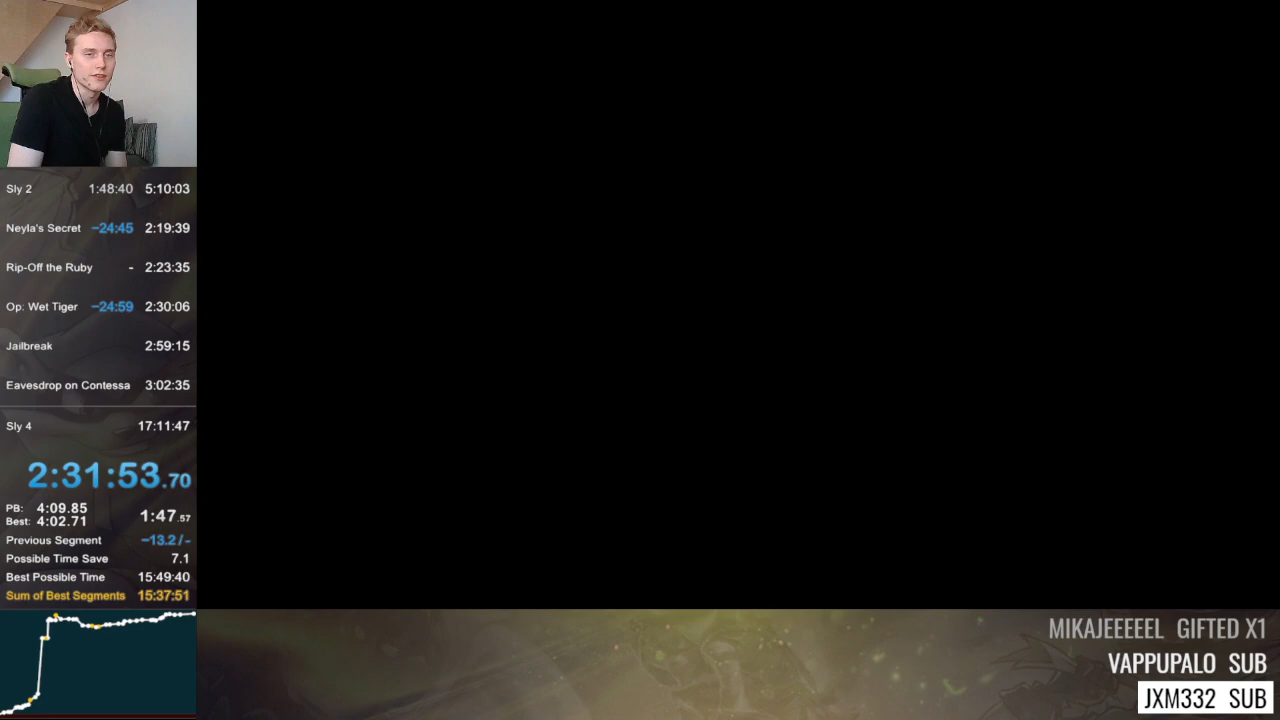 Sly 2 1:48:40 5:10:03
Neyla's Secret −24:45 2:19:39
Rip-Off the Ruby - 2:23:35
Op: Wet Tiger −24:59 2:30:06
Jailbreak 2:59:15
Eavesdrop on Contessa 3:02:35
Sly 4 17:11:47
2:31:53.70
PB: 4:09.85
Best: 4:02.71 1:47.57
Previous Segment −13.2 / -
Possible Time Save 7.1
Best Possible Time 15:49:40
Sum of Best Segments 15:37:51
MIKAJEEEEEL GIFTED X1
VAPPUPALO SUB
JXM332 SUB